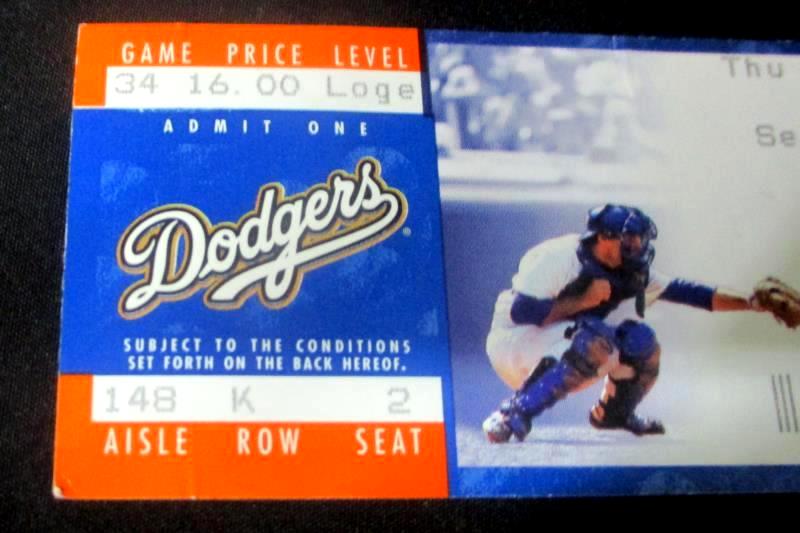 GAME PRICE LEVEL
34 16.00 Loge
ADMIT ONE
Dodgers®
SUBJECT TO THE CONDITIONS
SET FORTH ON THE BACK HEREOF.
148 K 2
AISLE ROW SEAT
Thu
Se